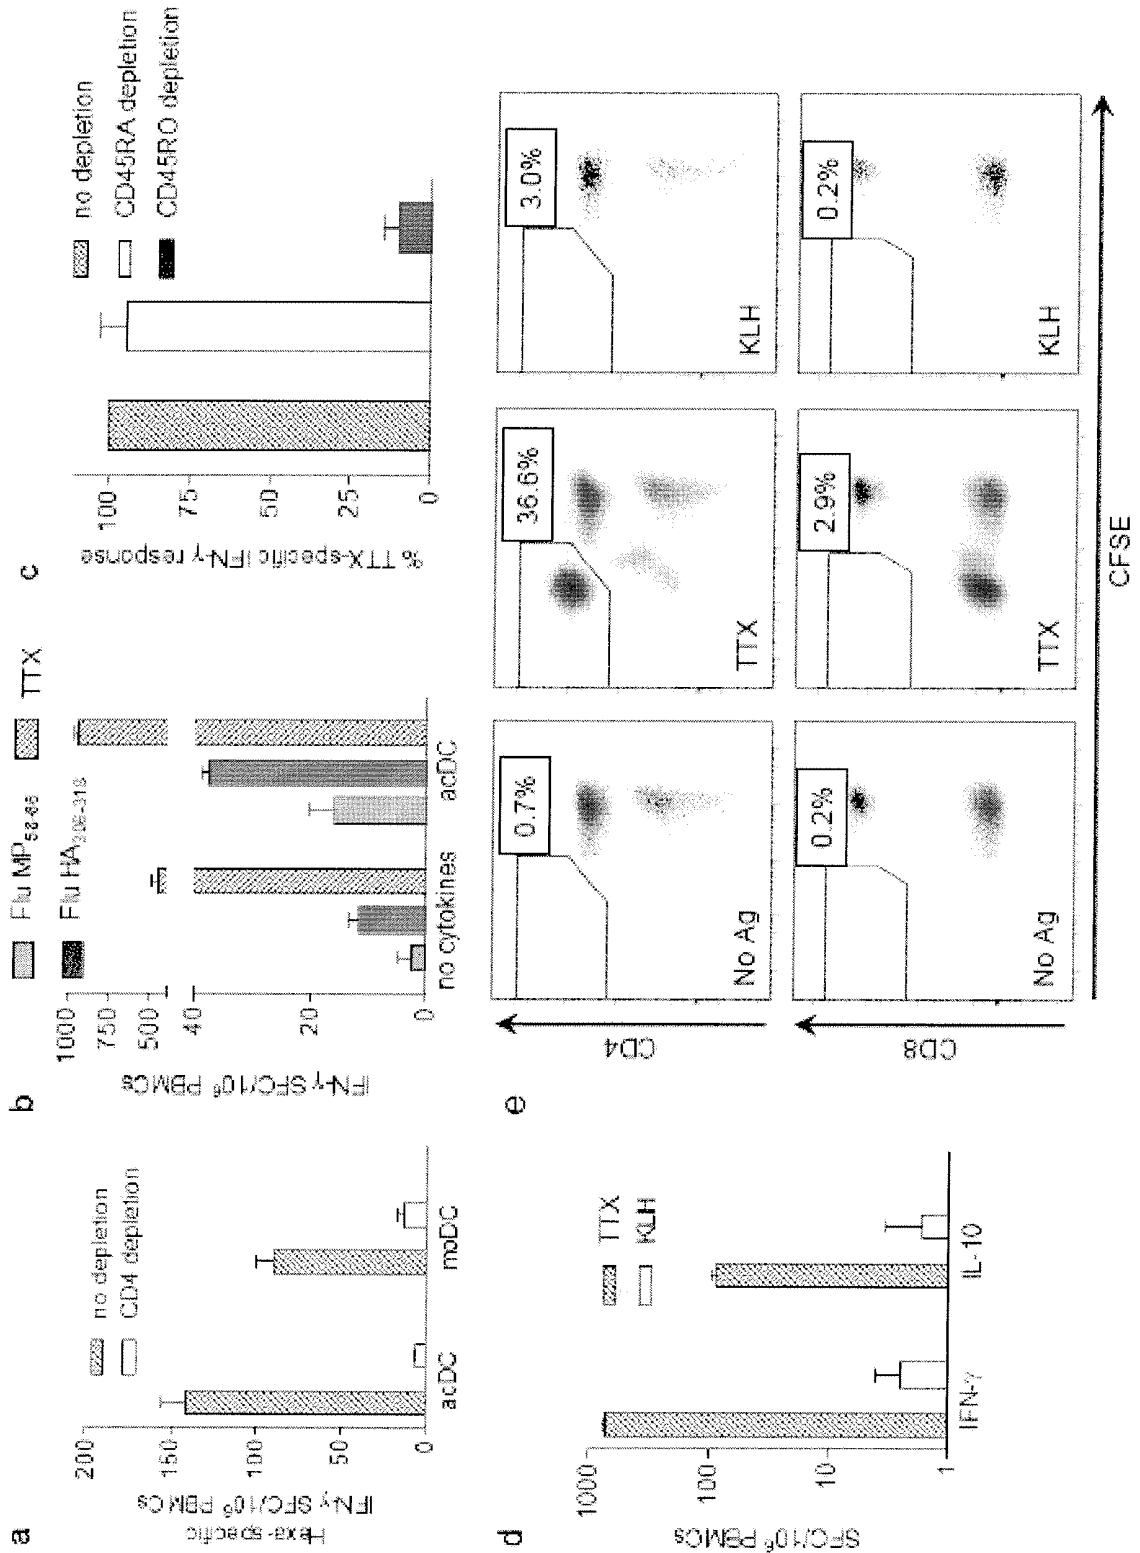 a
Hexa-specific
IFN-γ SFC/10⁶ PBMCs
200
150
100
50
0
no depletion
CD4 depletion
acDC
moDC
b
Flu MP₅₈₋₆₆
TTX
IFN-γ SFC/10⁶ PBMCs
1000
750
500
40
20
0
no cytokines
acDC
c
% TTX-specific IFN-γ response
100
75
50
25
0
no depletion
CD45RA depletion
CD45RO depletion
d
SFC/10⁶ PBMCs
1000
100
10
1
TTX
KLH
IFN-γ
IL-10
e
CD4
0.7%
No Ag
36.6%
TTX
3.0%
KLH
CD8
0.2%
No Ag
2.9%
TTX
0.2%
KLH
CFSE